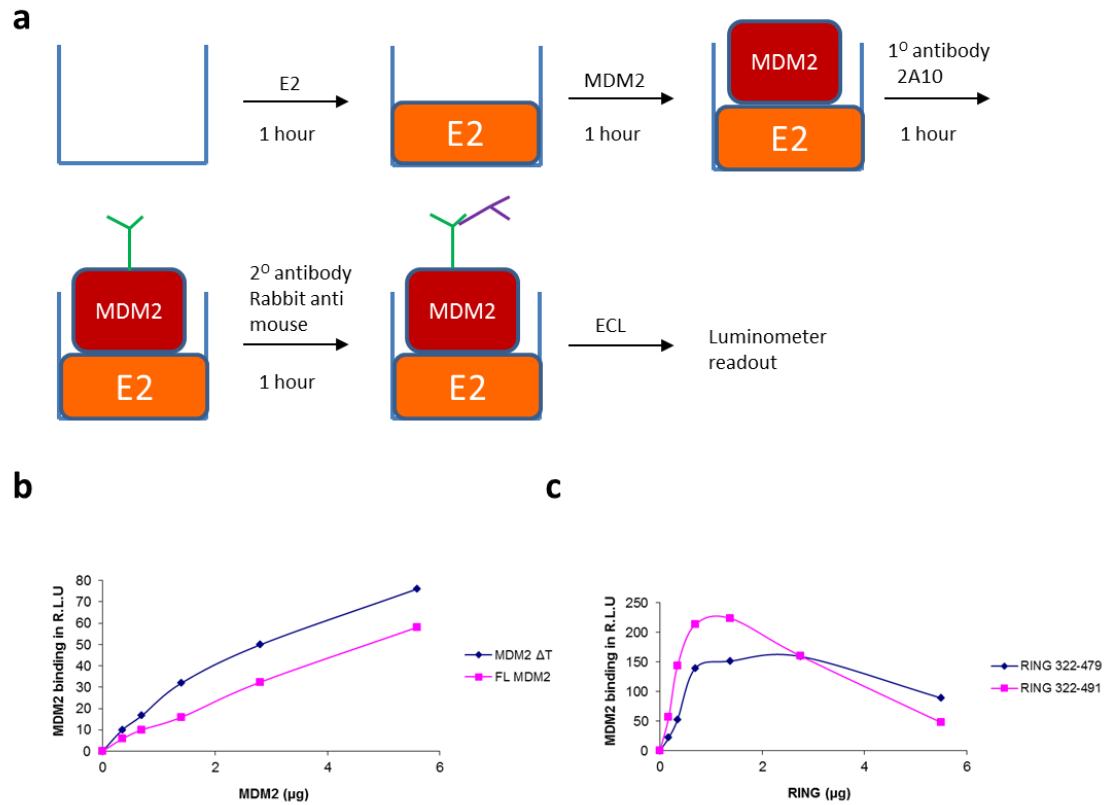 a
E2
1 hour
E2
MDM2
1 hour
MDM2
E2
1⁰ antibody
2A10
1 hour
MDM2
E2
2⁰ antibody
Rabbit anti
mouse
1 hour
MDM2
E2
ECL
Luminometer
readout
b
MDM2 binding in R.L.U
80
70
60
50
40
30
20
10
0
0
2
4
6
MDM2 (µg)
MDM2 ΔT
FL MDM2
c
MDM2 binding in R.L.U
250
200
150
100
50
0
0
2
4
6
RING (µg)
RING 322-479
RING 322-491